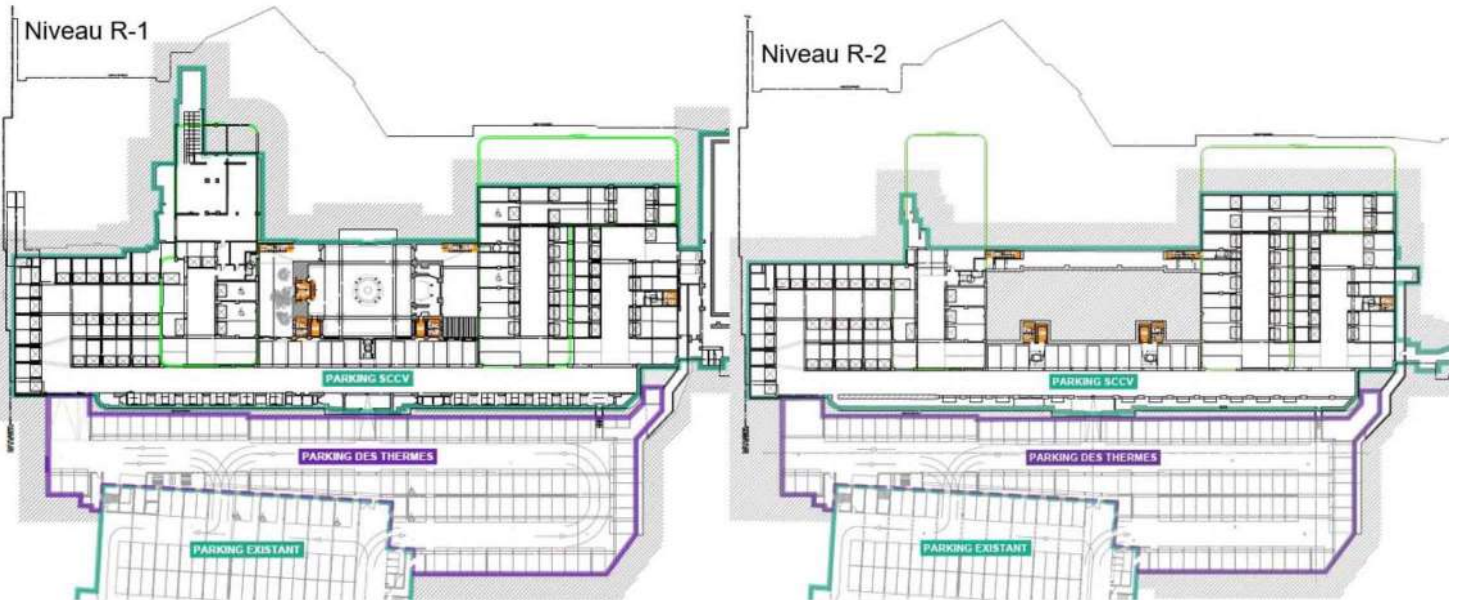 Niveau R-1
PARKING SCCV
PARKING DES THERMES
PARKING EXISTANT
Niveau R-2
PARKING SCCV
PARKING DES THERMES
PARKING EXISTANT